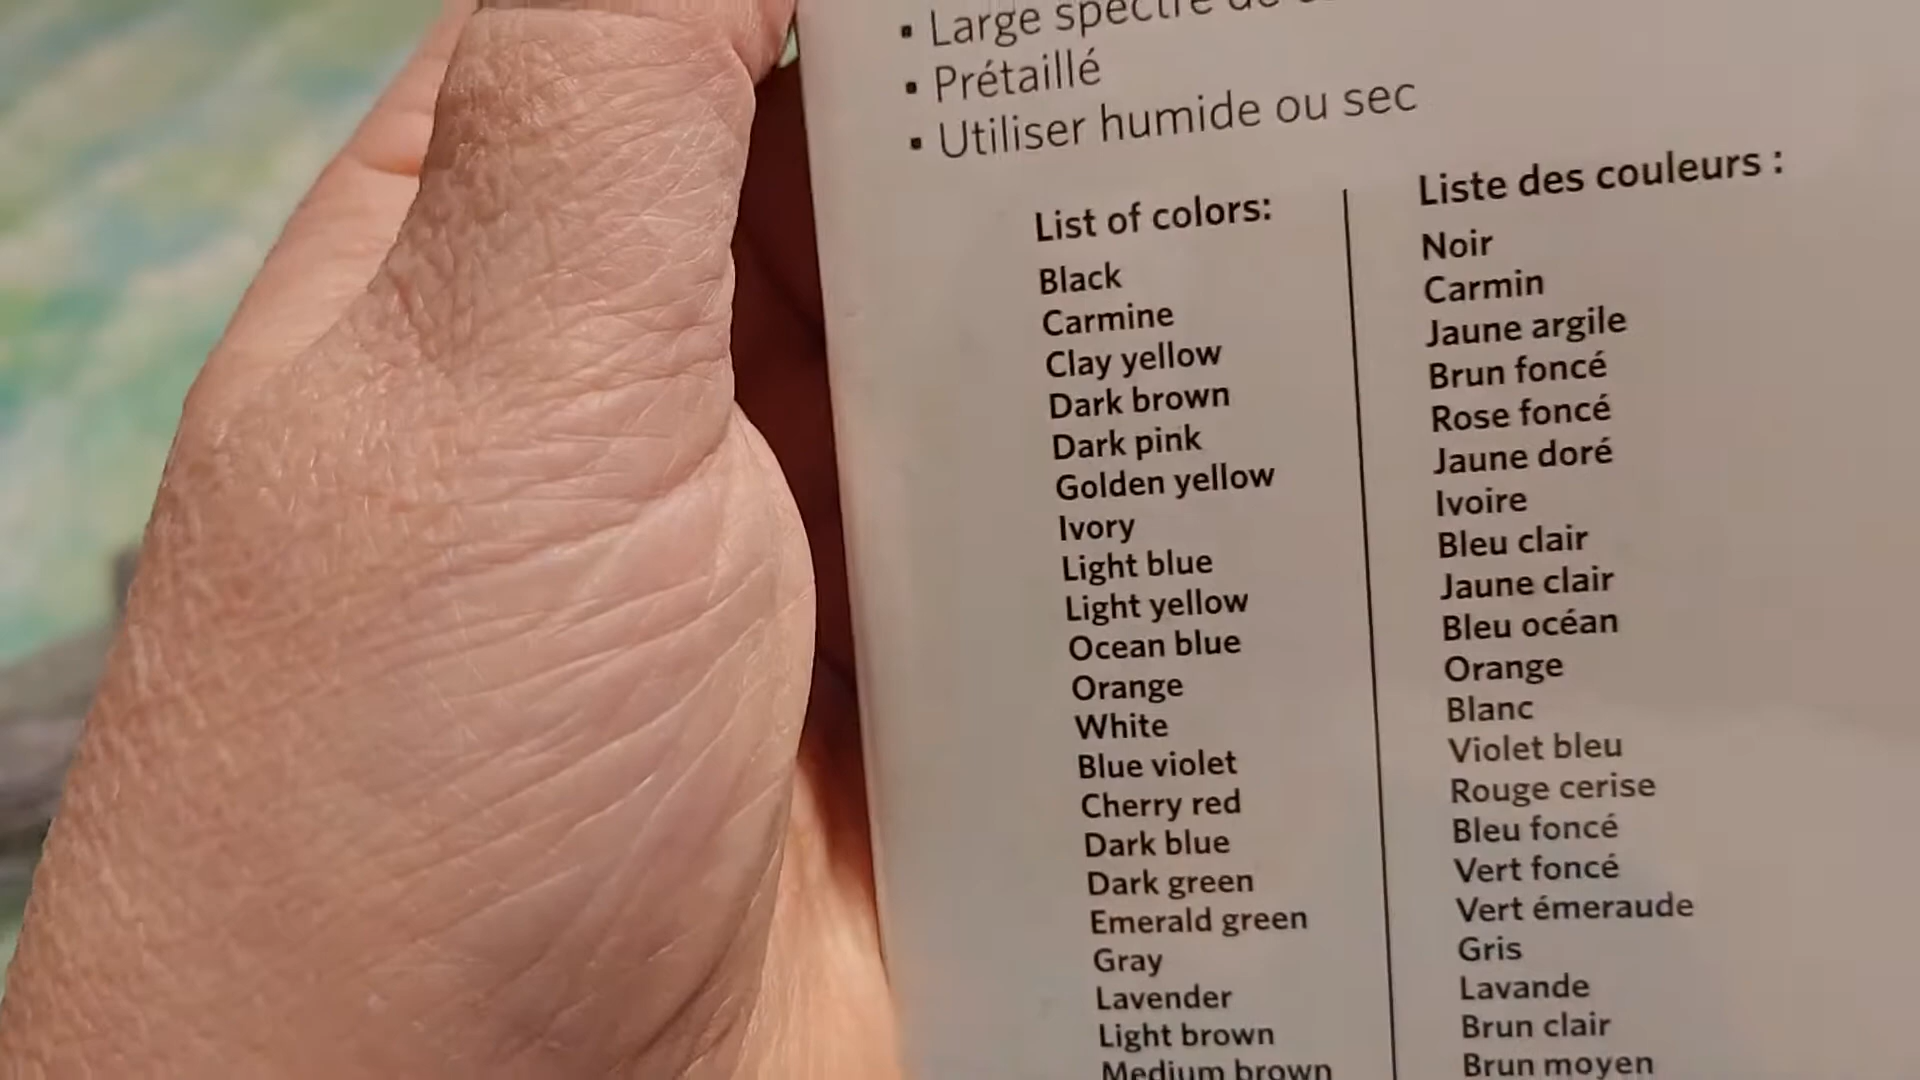 ▪ Large spectre de
▪ Prétaillé
▪ Utiliser humide ou sec
List of colors:
Black
Carmine
Clay yellow
Dark brown
Dark pink
Golden yellow
Ivory
Light blue
Light yellow
Ocean blue
Orange
White
Blue violet
Cherry red
Dark blue
Dark green
Emerald green
Gray
Lavender
Light brown
Medium brown
Liste des couleurs :
Noir
Carmin
Jaune argile
Brun foncé
Rose foncé
Jaune doré
Ivoire
Bleu clair
Jaune clair
Bleu océan
Orange
Blanc
Violet bleu
Rouge cerise
Bleu foncé
Vert foncé
Vert émeraude
Gris
Lavande
Brun clair
Brun moyen